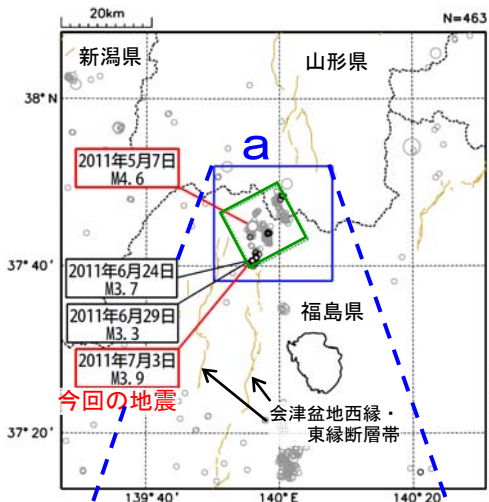 20km
N=463
新潟県
山形県
38°N
a
2011年5月7日
M4.6
37°40'
2011年6月24日
M3.7
2011年6月29日
M3.3
福島県
2011年7月3日
M3.9
今回の地震
会津盆地西縁・
東縁断層帯
37°20'
139°40'
140°E
140°20'